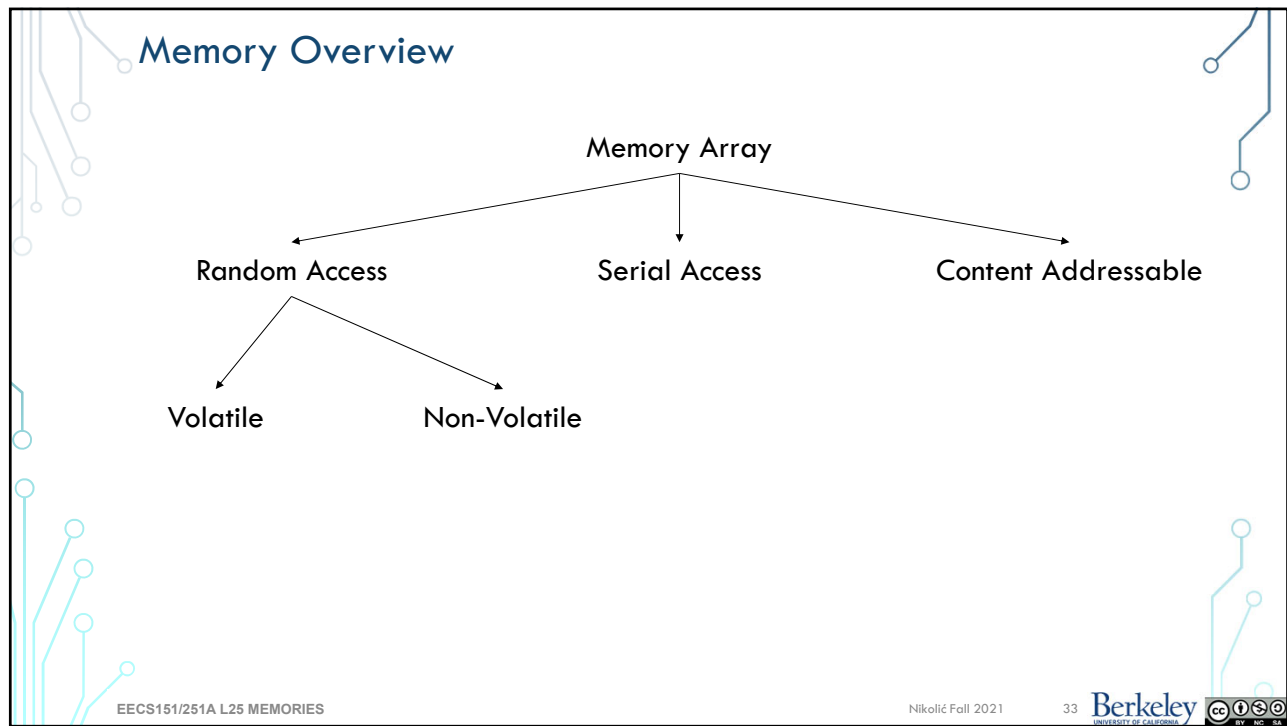 Memory Overview
Memory Array
Random Access Serial Access Content Addressable
Volatile Non-Volatile
EECS151/251A L25 MEMORIES Nikolić Fall 2021 33 Berkeley
UNIVERSITY OF CALIFORNIA
cc BY NC SA